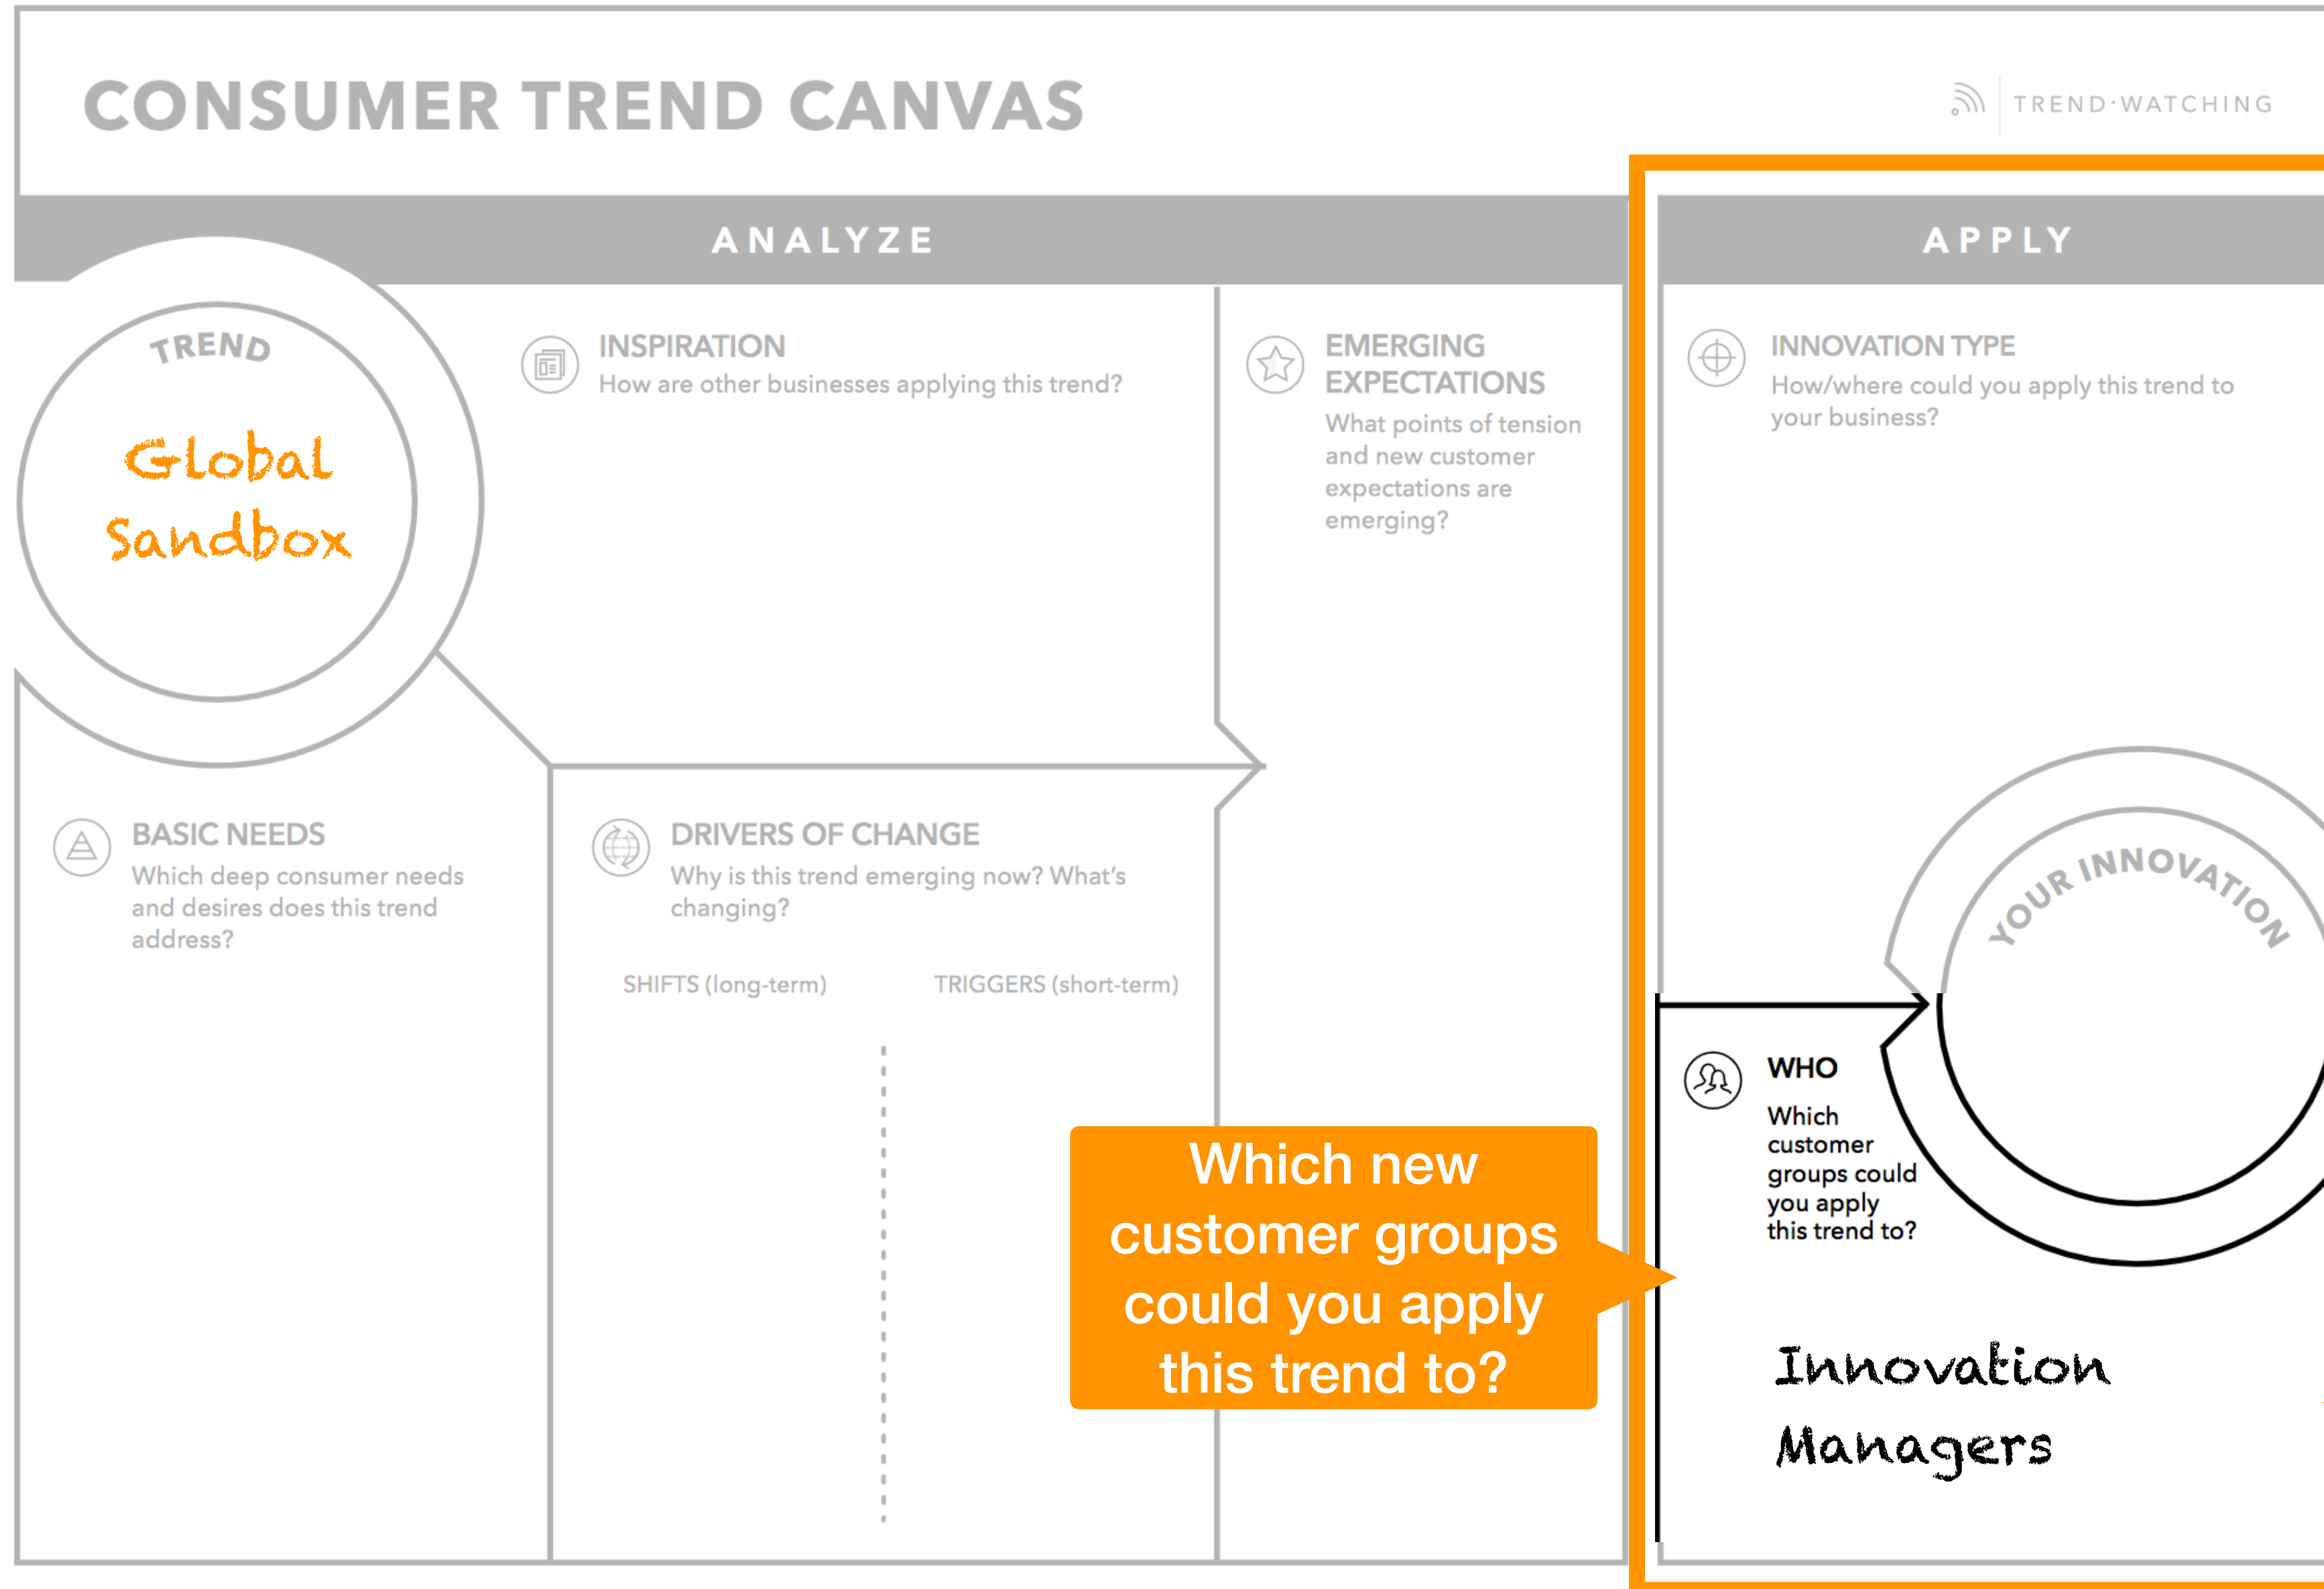 CONSUMER TREND CANVAS
TREND·WATCHING
ANALYZE
APPLY
TREND
Global
Sandbox
INSPIRATION
How are other businesses applying this trend?
EMERGING
EXPECTATIONS
What points of tension
and new customer
expectations are
emerging?
INNOVATION TYPE
How/where could you apply this trend to
your business?
BASIC NEEDS
Which deep consumer needs
and desires does this trend
address?
DRIVERS OF CHANGE
Why is this trend emerging now? What's
changing?
SHIFTS (long-term)
TRIGGERS (short-term)
YOUR INNOVATION
WHO
Which
customer
groups could
you apply
this trend to?
Which new
customer groups
could you apply
this trend to?
Innovation
Managers